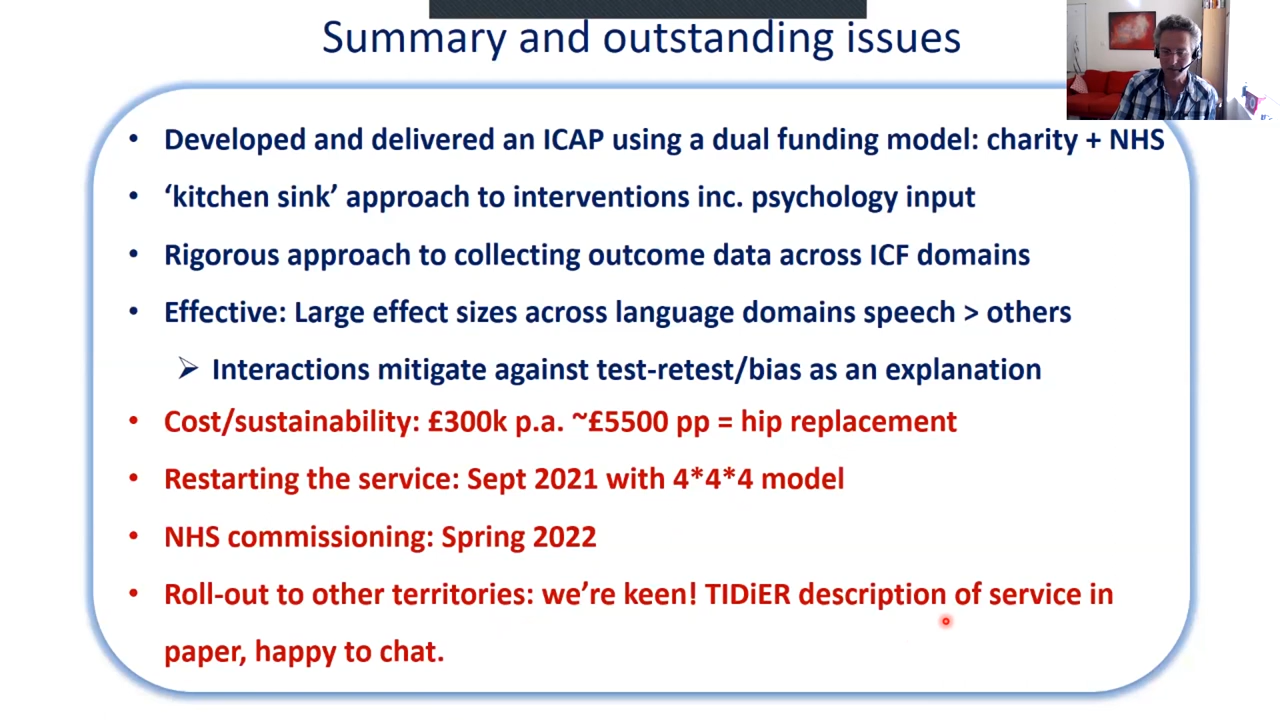 Summary and outstanding issues
• Developed and delivered an ICAP using a dual funding model: charity + NHS
• ‘kitchen sink’ approach to interventions inc. psychology input
• Rigorous approach to collecting outcome data across ICF domains
• Effective: Large effect sizes across language domains speech > others
➢ Interactions mitigate against test-retest/bias as an explanation
• Cost/sustainability: £300k p.a. ~£5500 pp = hip replacement
• Restarting the service: Sept 2021 with 4*4*4 model
• NHS commissioning: Spring 2022
• Roll-out to other territories: we’re keen! TIDiER description of service in
paper, happy to chat.